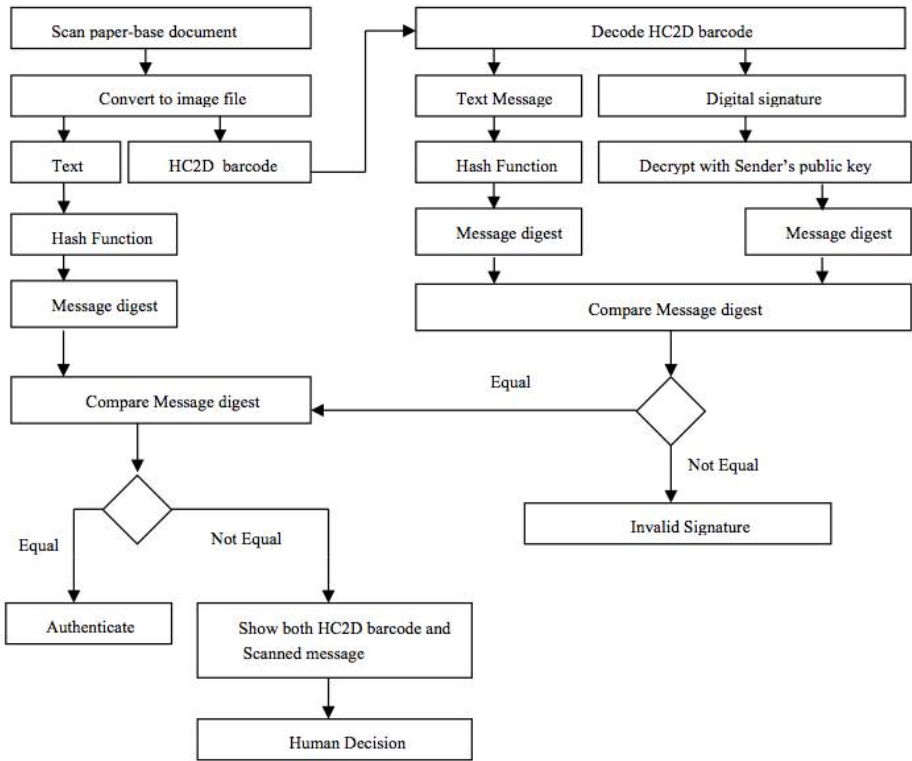 Scan paper-base document
Decode HC2D barcode
Convert to image file
Text Message
Digital signature
Text
HC2D barcode
Hash Function
Decrypt with Sender's public key
Hash Function
Message digest
Message digest
Message digest
Compare Message digest
Equal
Compare Message digest
Not Equal
Equal
Not Equal
Invalid Signature
Authenticate
Show both HC2D barcode and
Scanned message
Human Decision